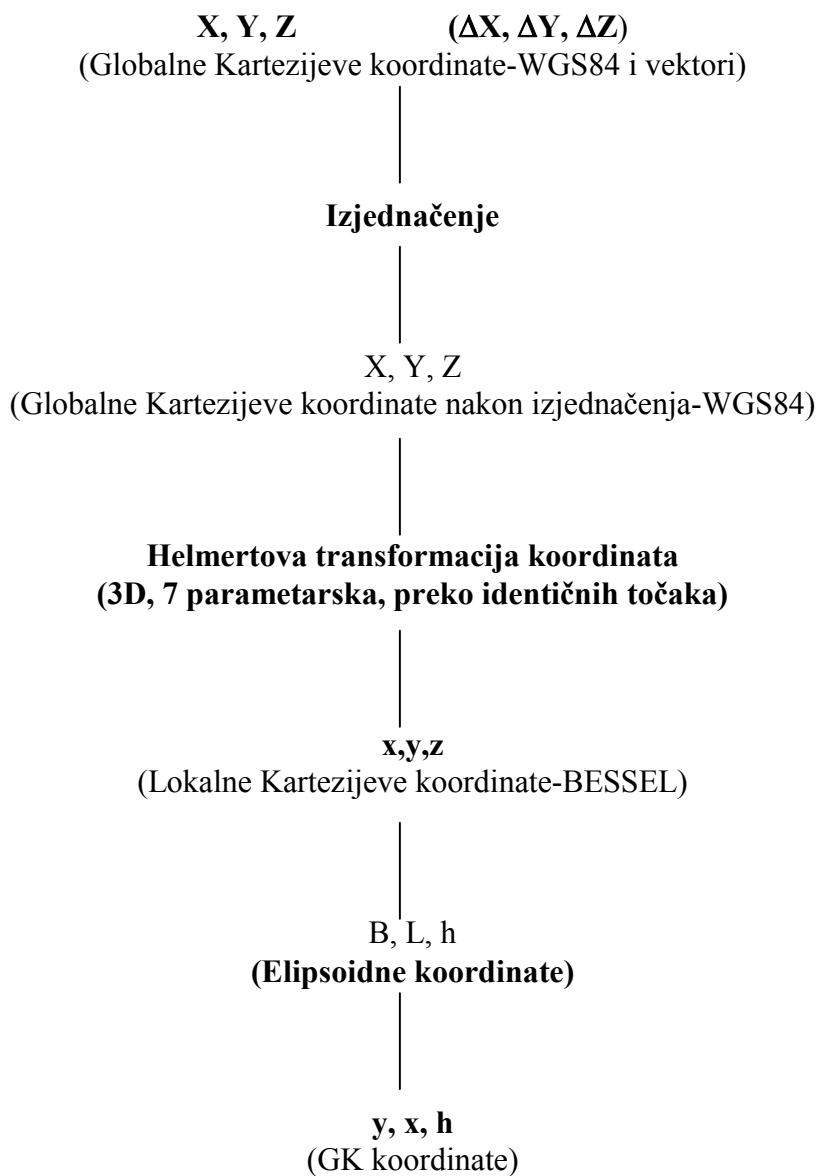 X, Y, Z (ΔX, ΔY, ΔZ)
(Globalne Kartezijeve koordinate-WGS84 i vektori)
Izjednačenje
X, Y, Z
(Globalne Kartezijeve koordinate nakon izjednačenja-WGS84)
Helmertova transformacija koordinata
(3D, 7 parametarska, preko identičnih točaka)
x,y,z
(Lokalne Kartezijeve koordinate-BESSEL)
B, L, h
(Elipsoidne koordinate)
y, x, h
(GK koordinate)